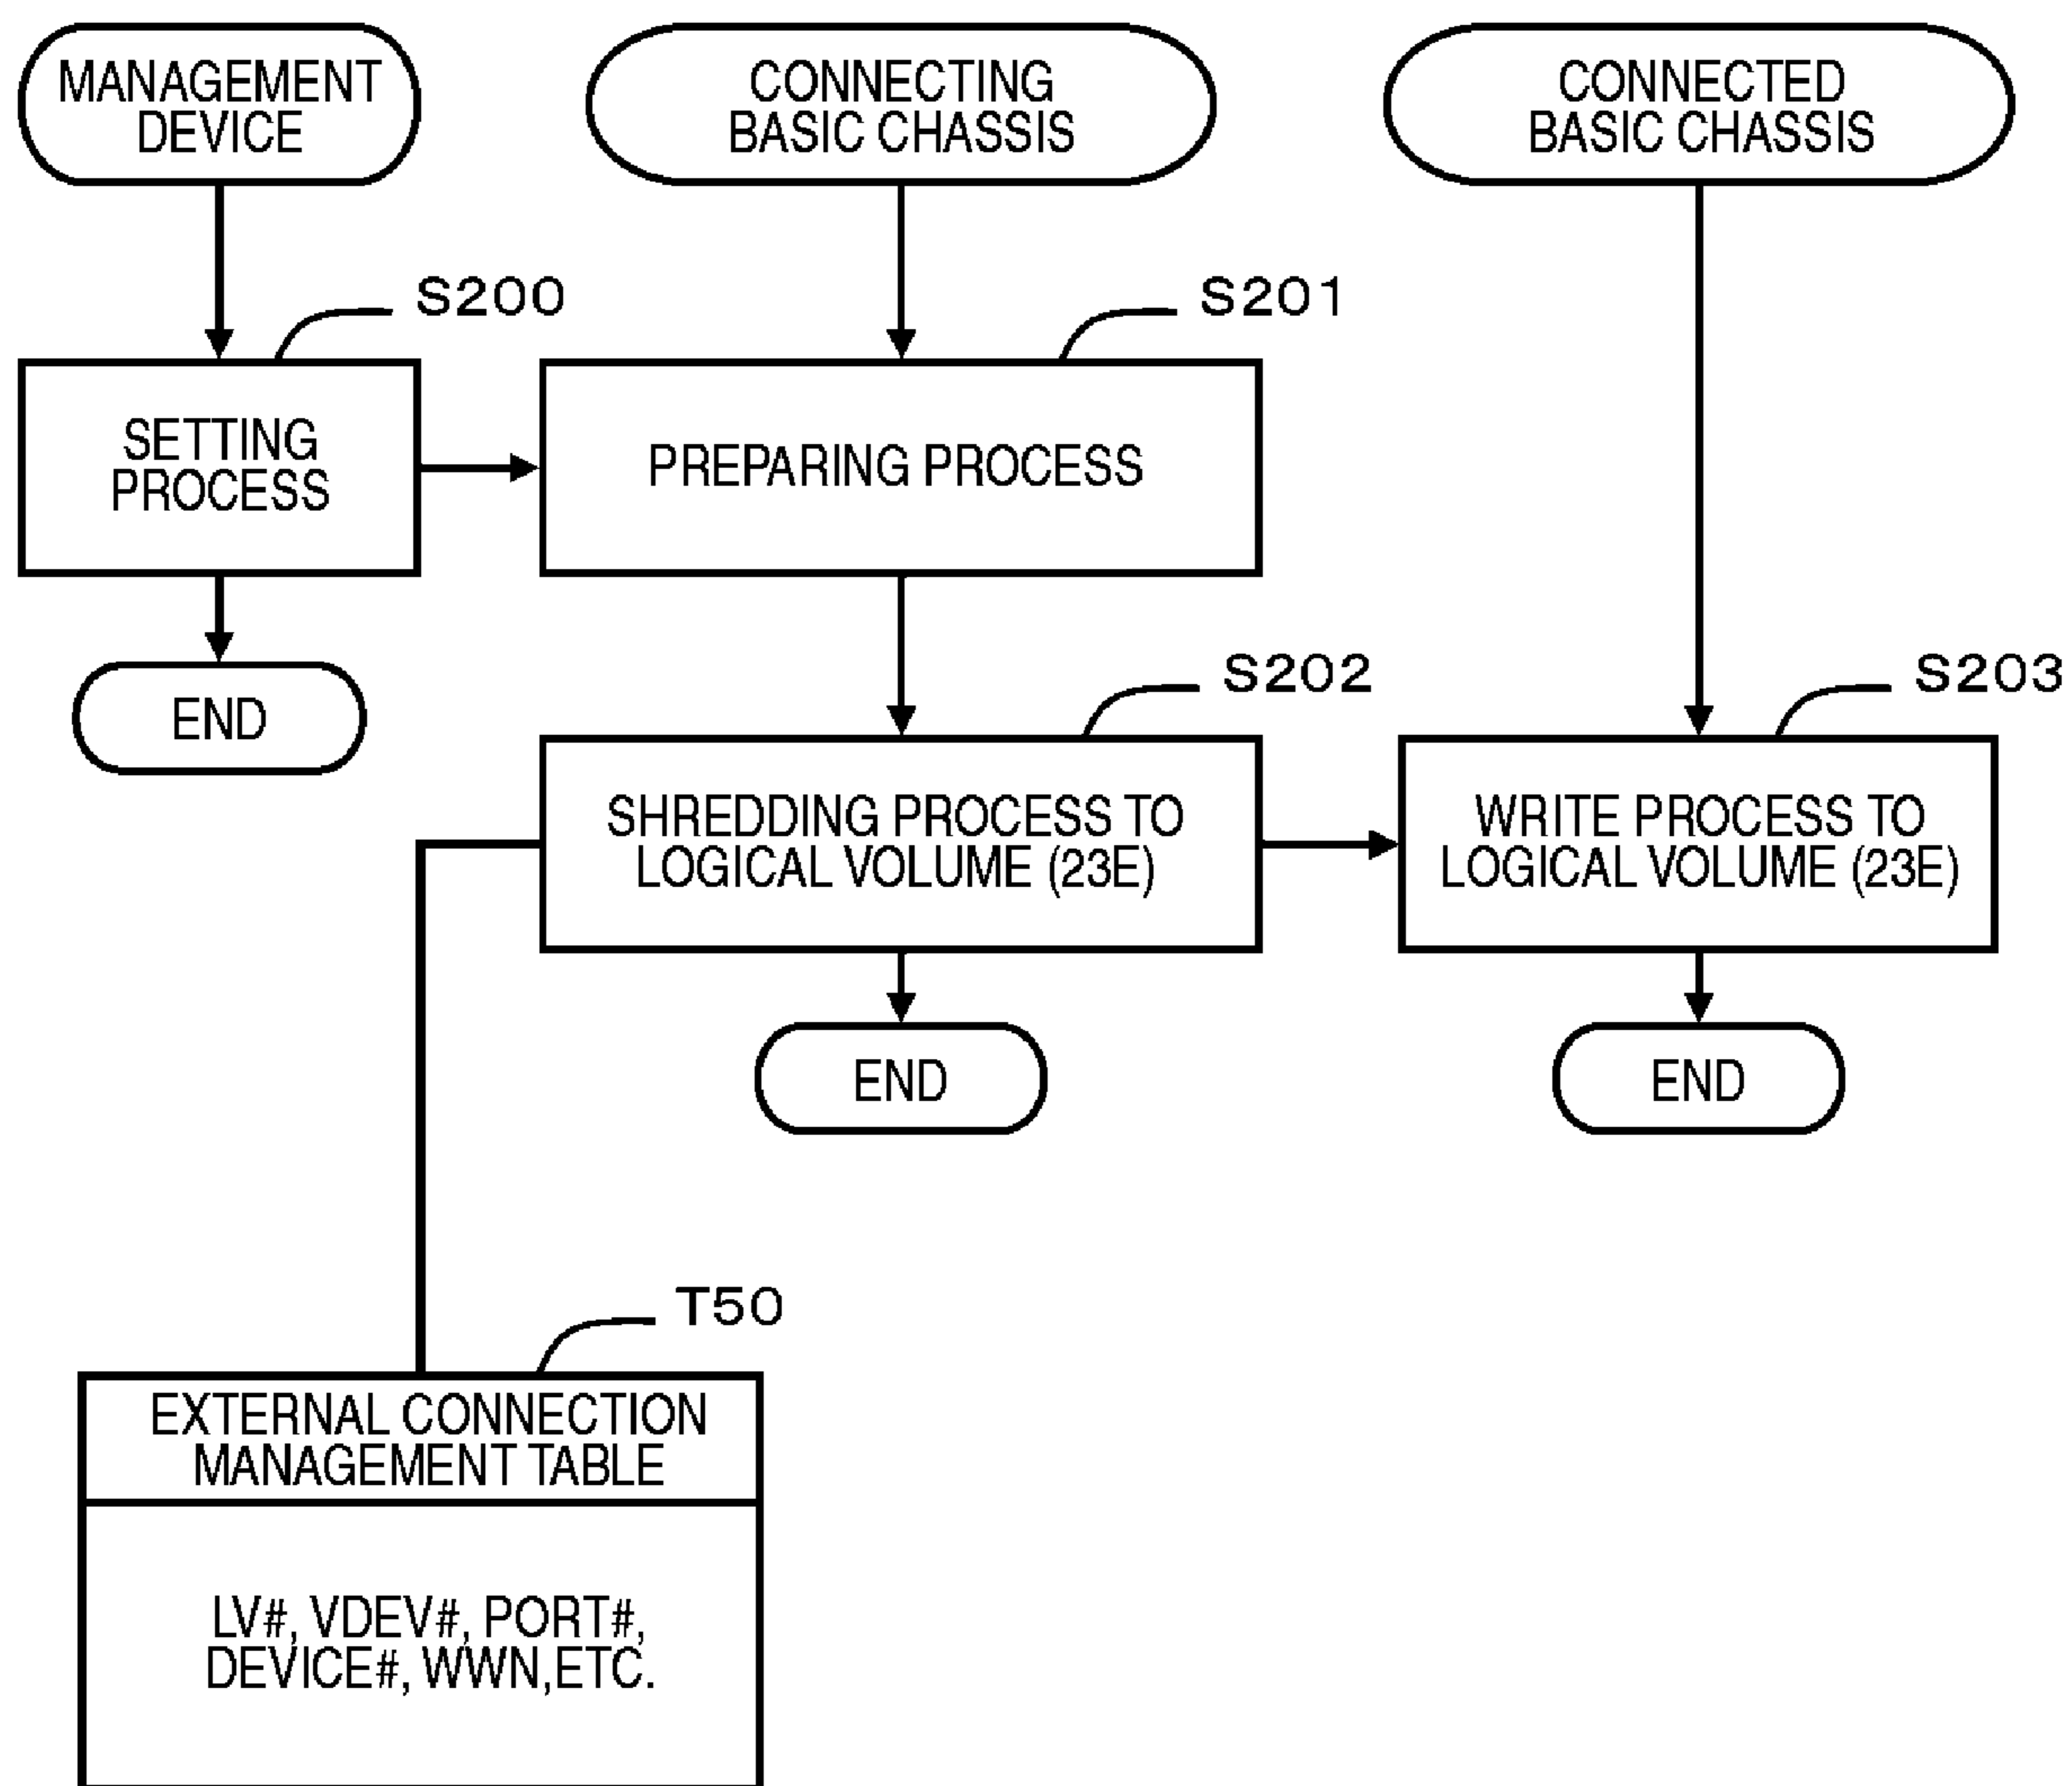 MANAGEMENT
DEVICE
CONNECTING
BASIC CHASSIS
CONNECTED
BASIC CHASSIS
S200
S201
SETTING
PROCESS
PREPARING PROCESS
END
S202
S203
SHREDDING PROCESS TO
LOGICAL VOLUME (23E)
WRITE PROCESS TO
LOGICAL VOLUME (23E)
END
END
T50
EXTERNAL CONNECTION
MANAGEMENT TABLE
LV#, VDEV#, PORT#,
DEVICE#, WWN,ETC.